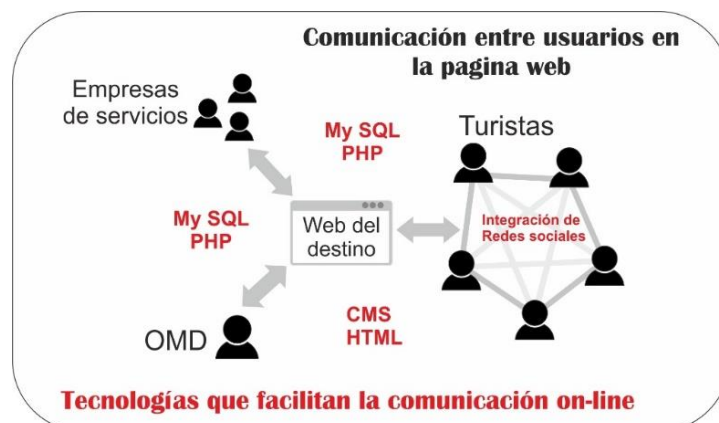 Comunicación entre usuarios en
la pagina web
Empresas
de servicios
My SQL
PHP
Turistas
My SQL
PHP
Web del
destino
Integración de
Redes sociales
CMS
HTML
OMD
Tecnologías que facilitan la comunicación on-line